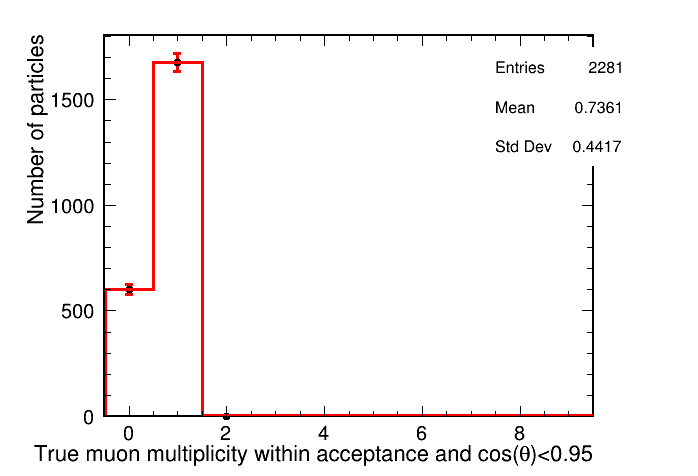 Number of particles
Entries 2281
Mean 0.7361
Std Dev 0.4417
1500
1000
500
0
0 2 4 6 8
True muon multiplicity within acceptance and cos(θ)<0.95